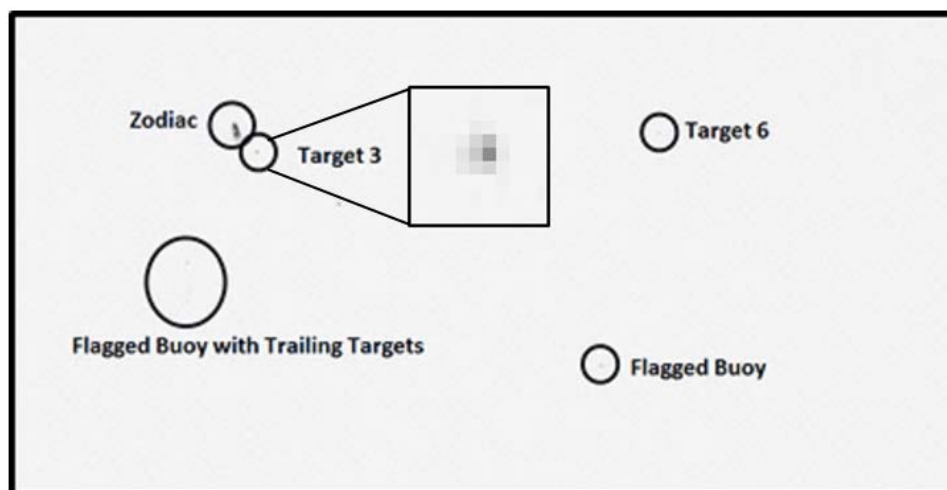 Zodiac
Target 3
Target 6
Flagged Buoy with Trailing Targets
Flagged Buoy